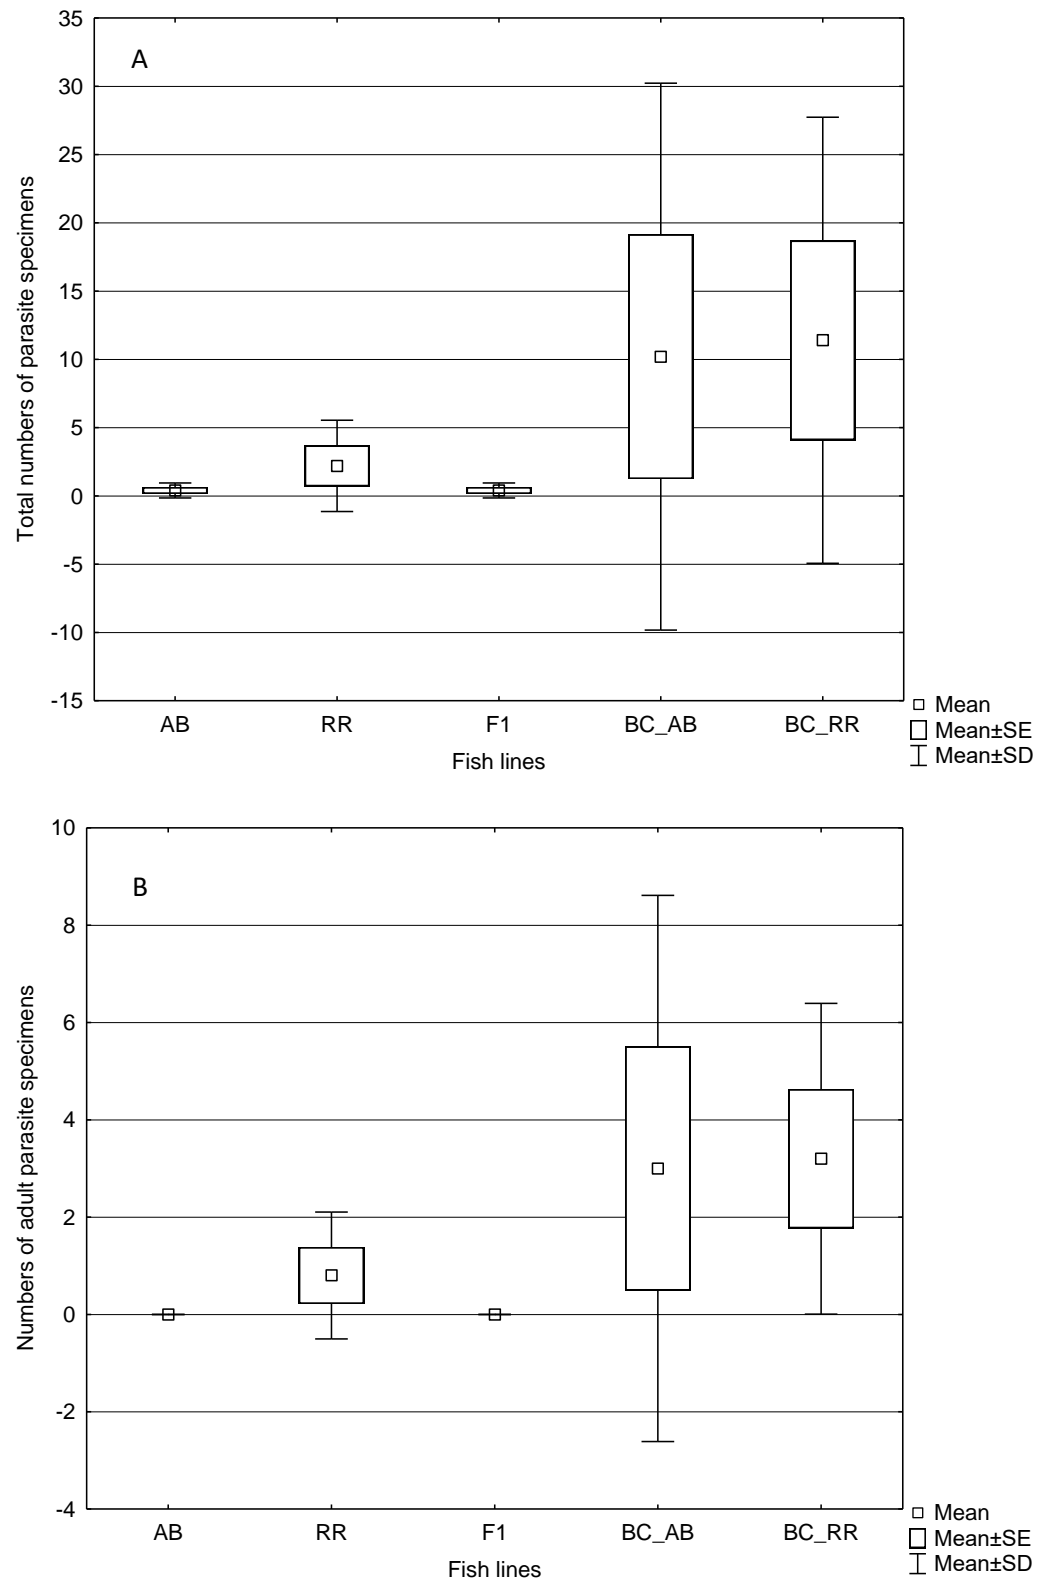 35
A
30
25
20
15
10
5
0
-5
-10
-15
Total numbers of parasite specimens
AB RR F1 BC_AB BC_RR
Fish lines
Mean
Mean±SE
Mean±SD
10
B
8
6
4
2
0
-2
-4
Numbers of adult parasite specimens
AB RR F1 BC_AB BC_RR
Fish lines
Mean
Mean±SE
Mean±SD